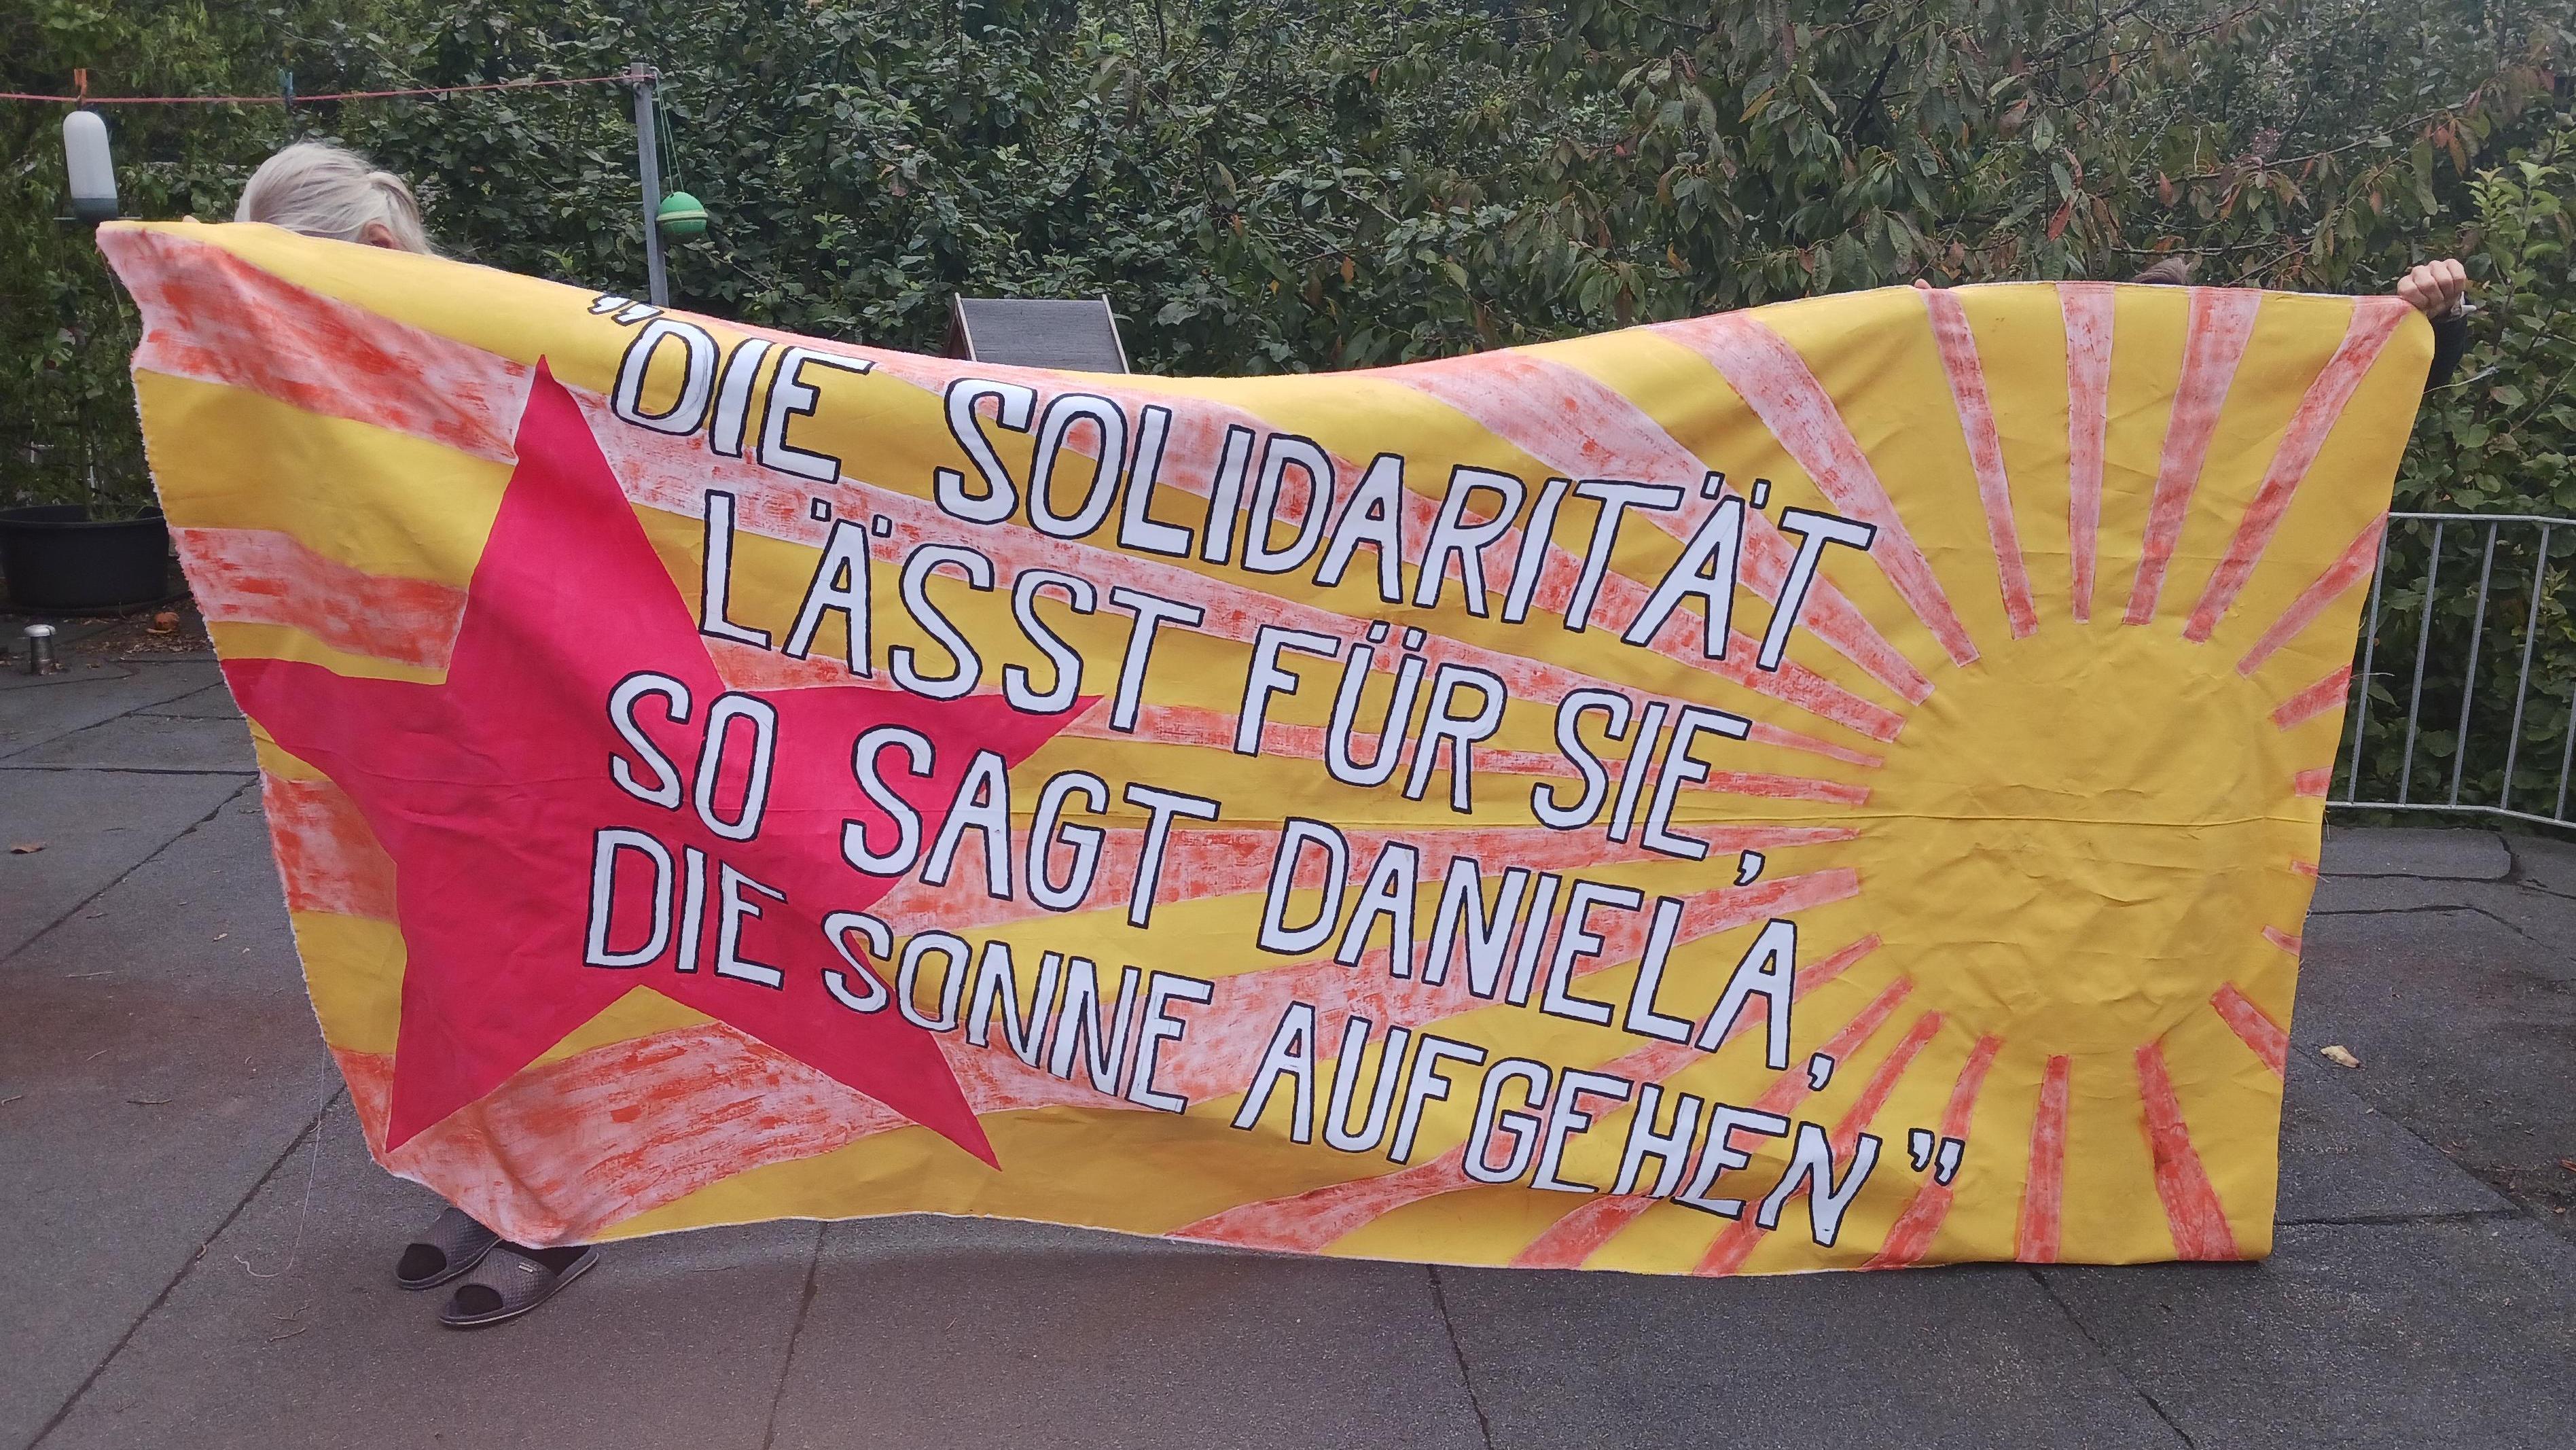 "DIE SOLIDARITÄT
LÄSST FÜR SIE,
SO SAGT DANIELA,
DIE SONNE AUFGEHEN"